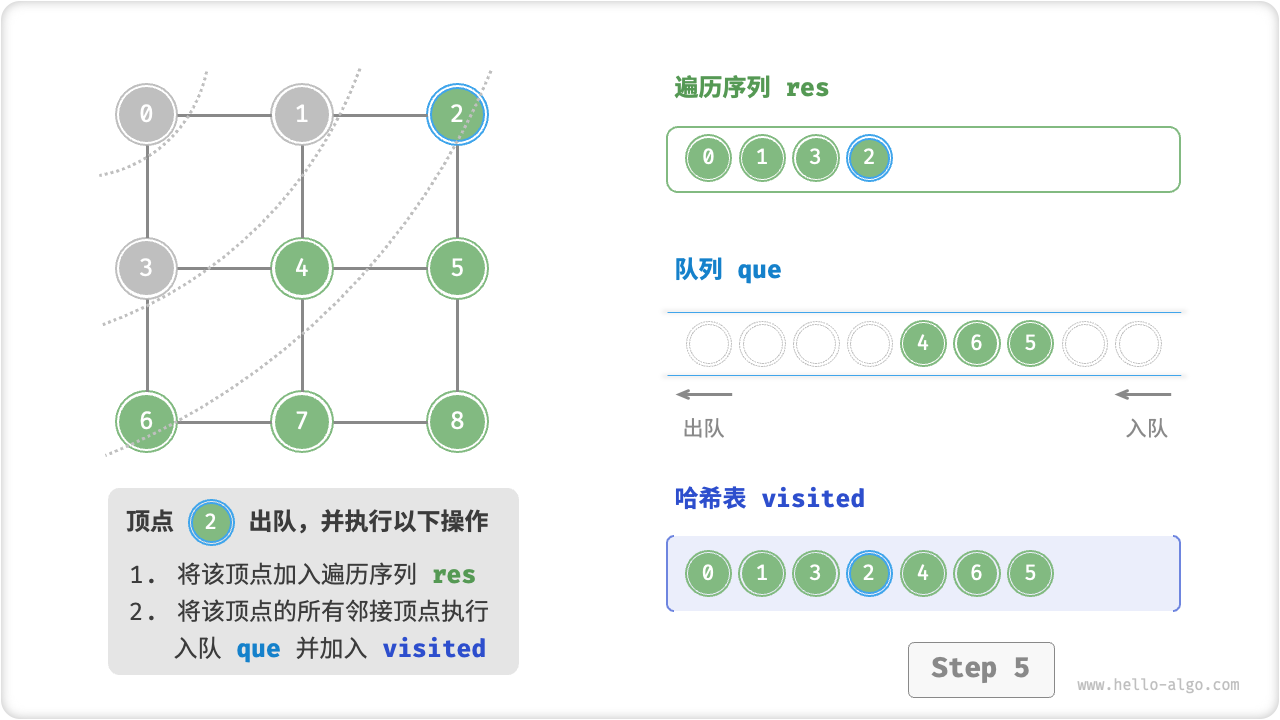 0 1 2
3 4 5
6 7 8
顶点 2 出队，并执行以下操作
1. 将该顶点加入遍历序列 res
2. 将该顶点的所有邻接顶点执行
入队 que 并加入 visited
遍历序列 res
0 1 3 2
队列 que
4 6 5
出队 入队
哈希表 visited
0 1 3 2 4 6 5
Step 5
www.hello-algo.com